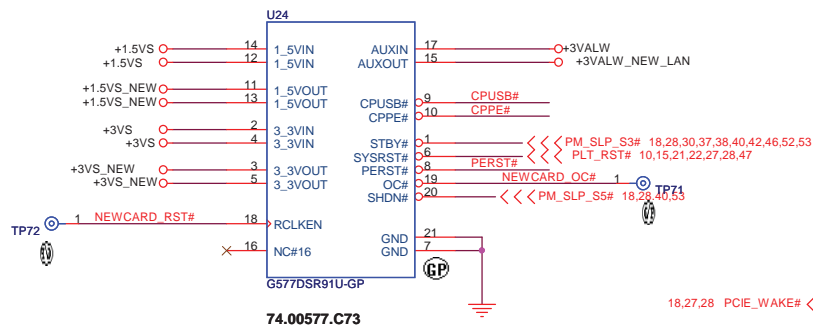 U24
+1.5VS 14 1_5VIN AUXIN 17 +3VALW
+1.5VS 12 1_5VIN AUXOUT 15 +3VALW_NEW_LAN
+1.5VS_NEW 11 1_5VOUT
+1.5VS_NEW 13 1_5VOUT CPUSB# 9 CPUSB#
CPPE# 10 CPPE#
+3VS 2 3_3VIN
+3VS 4 3_3VIN STBY# 1 PM_SLP_S3# 18,28,30,37,38,40,42,46,52,53
SYSRST# 6 PLT_RST# 10,15,21,22,27,28,47
+3VS_NEW 3 3_3VOUT PERST# 8 PERST#
+3VS_NEW 5 3_3VOUT OC# 19 NEWCARD_OC# 1 TP71
SHDN# 20 PM_SLP_S5# 18,28,40,53
TP72 1 NEWCARD_RST# 18 RCLKEN
GND 21
16 NC#16 GND 7
GP
G577DSR91U-GP
74.00577.C73
18,27,28 PCIE_WAKE#